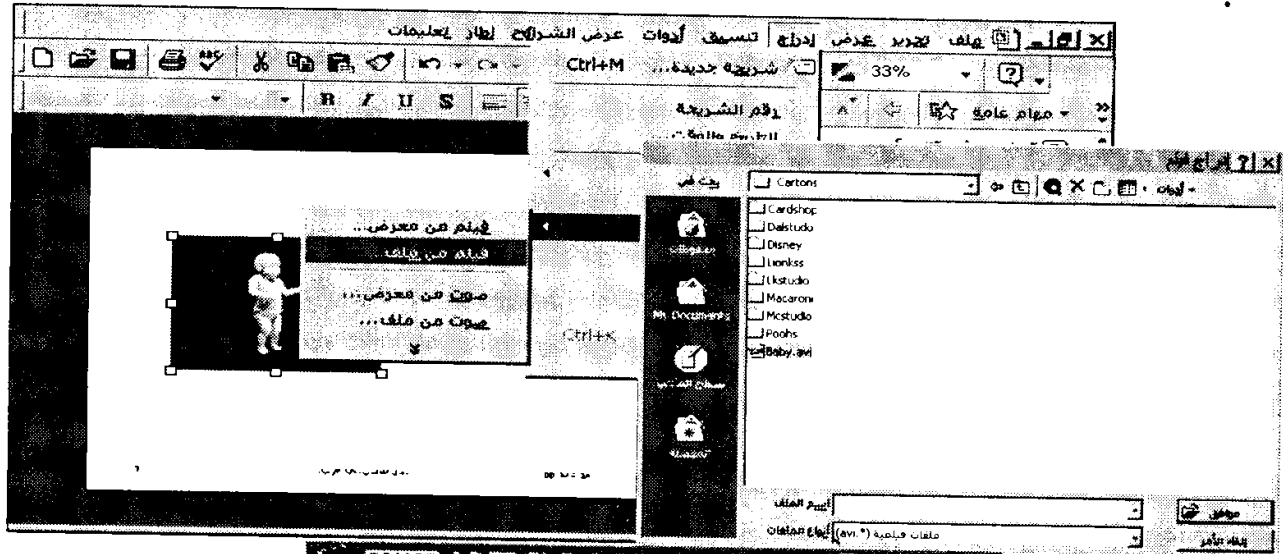 ملف تحرير عرض إدراج تنسيق أدوات عرض الشرائح إطار تعليمات
33%
B I U S
مهام عامة
شريحة جديدة... Ctrl+M
رقم الشريحة
فيلم من معرض...
فيلم من ملف...
صوت من معرض...
صوت من ملف...
Ctrl+K
إدراج فيلم
بحث في
Cartons
أدوات
Cardshop
Dalstudo
Disney
Lionkss
Lkstudio
Macaroni
Mcstudio
Poohs
Baby.avi
محفوظات
My Documents
سطح المكتب
المفضلة
اسم الملف
موافق
أنواع الملفات
ملفات فيلمية (*.avi)
إلغاء الأمر